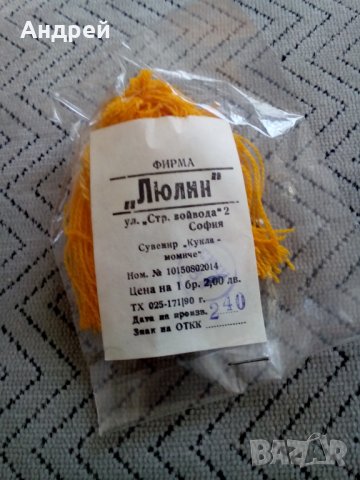 Андрей
ФИРМА
„Люлин"
ул. „Стр. войвода" 2
София
Сувенир „Кукла -
момиче"
Ном. № 10150802014
Цена на 1 бр. 2,00 лв.
ТХ 025-171|90 г.
Дата на произв. 240
Знак на ОТКК
BAZAR